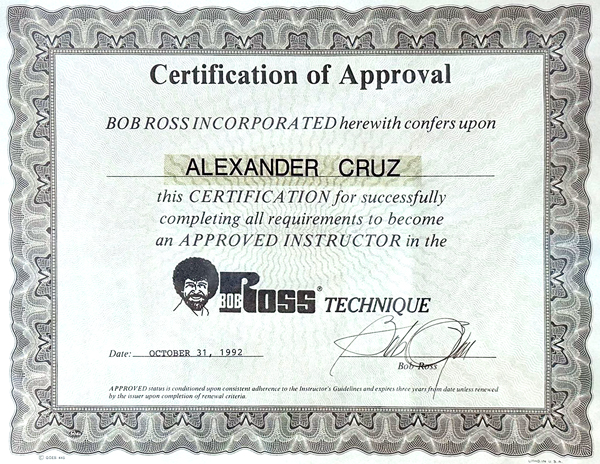 Certification of Approval
BOB ROSS INCORPORATED herewith confers upon
ALEXANDER CRUZ
this CERTIFICATION for successfully
completing all requirements to become
an APPROVED INSTRUCTOR in the
BOB ROSS® TECHNIQUE
Date: OCTOBER 31, 1992
Bob Ross
Bob Ross
APPROVED status is conditioned upon consistent adherence to the Instructor's Guidelines and expires three years from date unless renewed
by the issuer upon completion of renewal criteria.